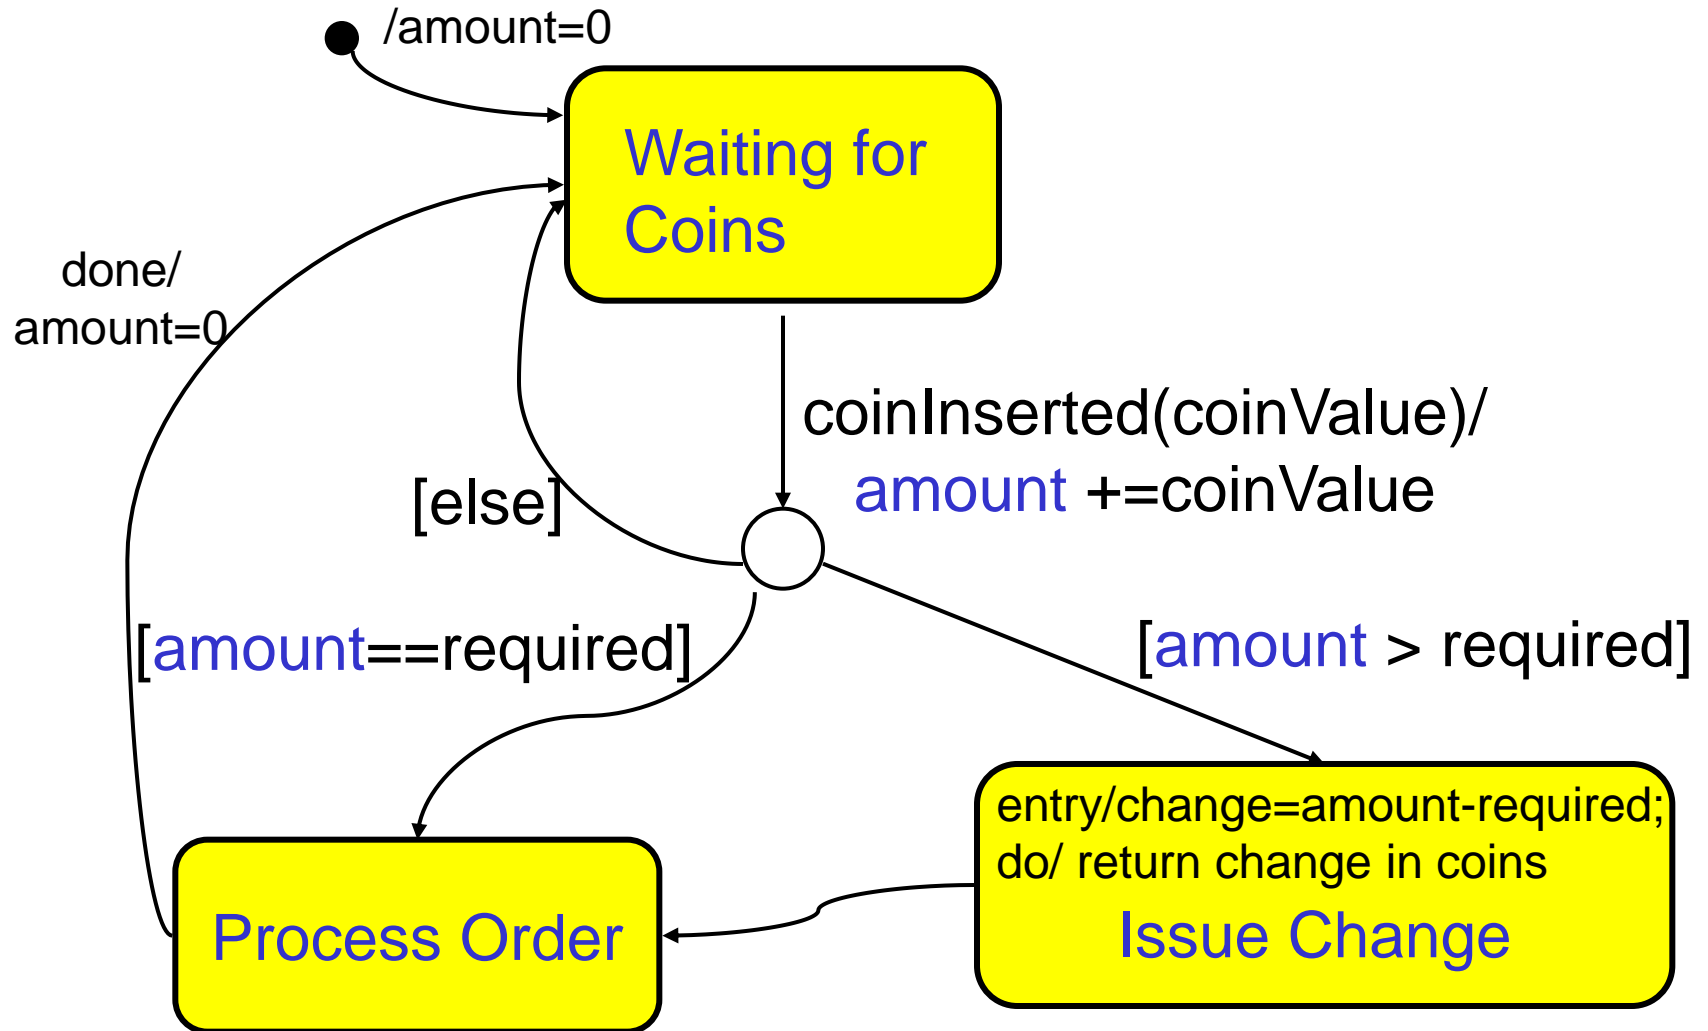 /amount=0
Waiting for
Coins
done/
amount=0
coinInserted(coinValue)/
amount +=coinValue
[else]
[amount==required]
[amount > required]
entry/change=amount-required;
do/ return change in coins
Issue Change
Process Order